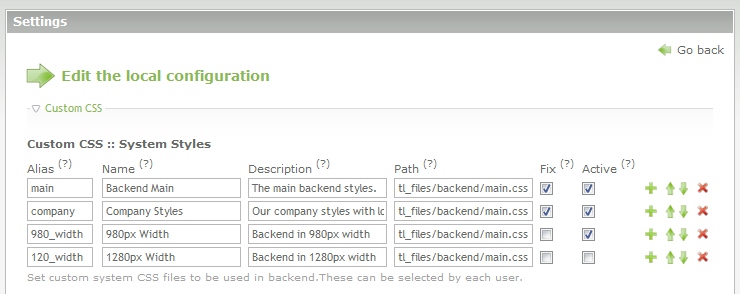 Settings
Go back
Edit the local configuration
Custom CSS
Custom CSS :: System Styles
Alias (?) Name (?) Description (?) Path (?) Fix (?) Active (?)
main Backend Main The main backend styles. tl_files/backend/main.css
company Company Styles Our company styles with lo tl_files/backend/main.css
980_width 980px Width Backend in 980px width tl_files/backend/main.css
120_width 1280px Width Backend in 1280px width tl_files/backend/main.css
Set custom system CSS files to be used in backend.These can be selected by each user.